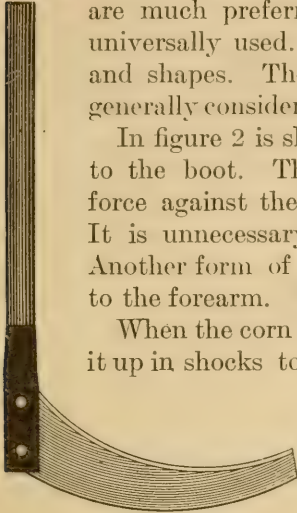 are much prefer
universally used.
and shapes. Th
generally consider
In figure 2 is sl
to the boot. Th
force against the
It is unnecessary
Another form of
to the forearm.
When the corn
it up in shocks to